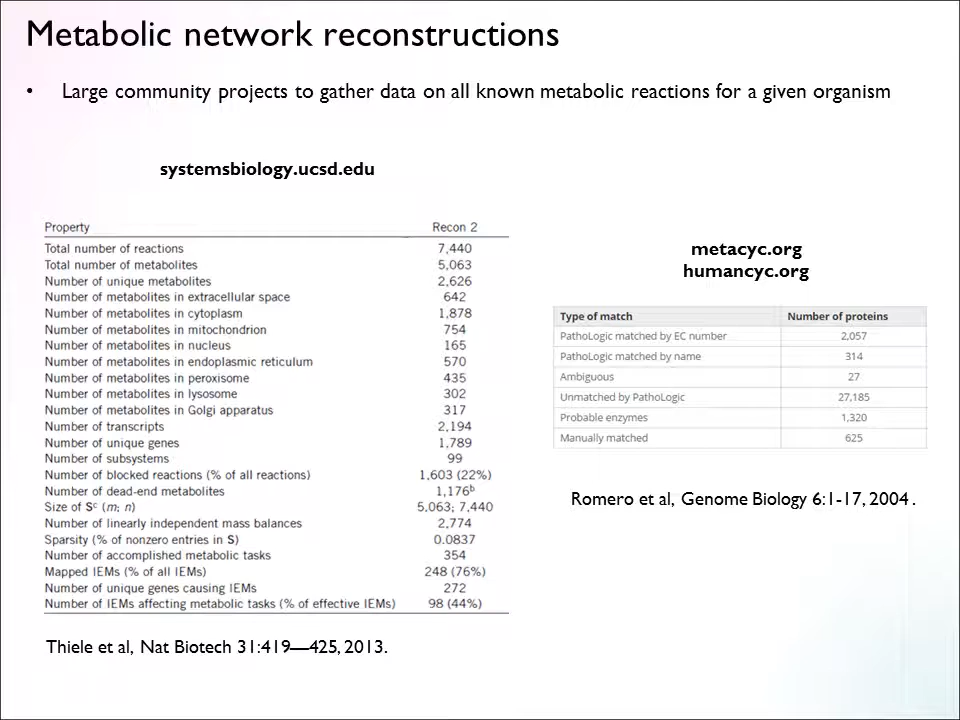 Metabolic network reconstructions
• Large community projects to gather data on all known metabolic reactions for a given organism
systemsbiology.ucsd.edu
Property Recon 2
Total number of reactions 7,440
Total number of metabolites 5,063
Number of unique metabolites 2,626
Number of metabolites in extracellular space 642
Number of metabolites in cytoplasm 1,878
Number of metabolites in mitochondrion 754
Number of metabolites in nucleus 165
Number of metabolites in endoplasmic reticulum 570
Number of metabolites in peroxisome 435
Number of metabolites in lysosome 302
Number of metabolites in Golgi apparatus 317
Number of transcripts 2,194
Number of unique genes 1,789
Number of subsystems 99
Number of blocked reactions (% of all reactions) 1,603 (22%)
Number of dead-end metabolites 1,176ᵇ
Size of Sᶜ (m; n) 5,063; 7,440
Number of linearly independent mass balances 2,774
Sparsity (% of nonzero entries in S) 0.0837
Number of accomplished metabolic tasks 354
Mapped IEMs (% of all IEMs) 248 (76%)
Number of unique genes causing IEMs 272
Number of IEMs affecting metabolic tasks (% of effective IEMs) 98 (44%)
Thiele et al, Nat Biotech 31:419—425, 2013.
metacyc.org
humancyc.org
Type of match Number of proteins
PathoLogic matched by EC number 2,057
PathoLogic matched by name 314
Ambiguous 27
Unmatched by PathoLogic 27,185
Probable enzymes 1,320
Manually matched 625
Romero et al, Genome Biology 6:1-17, 2004 .